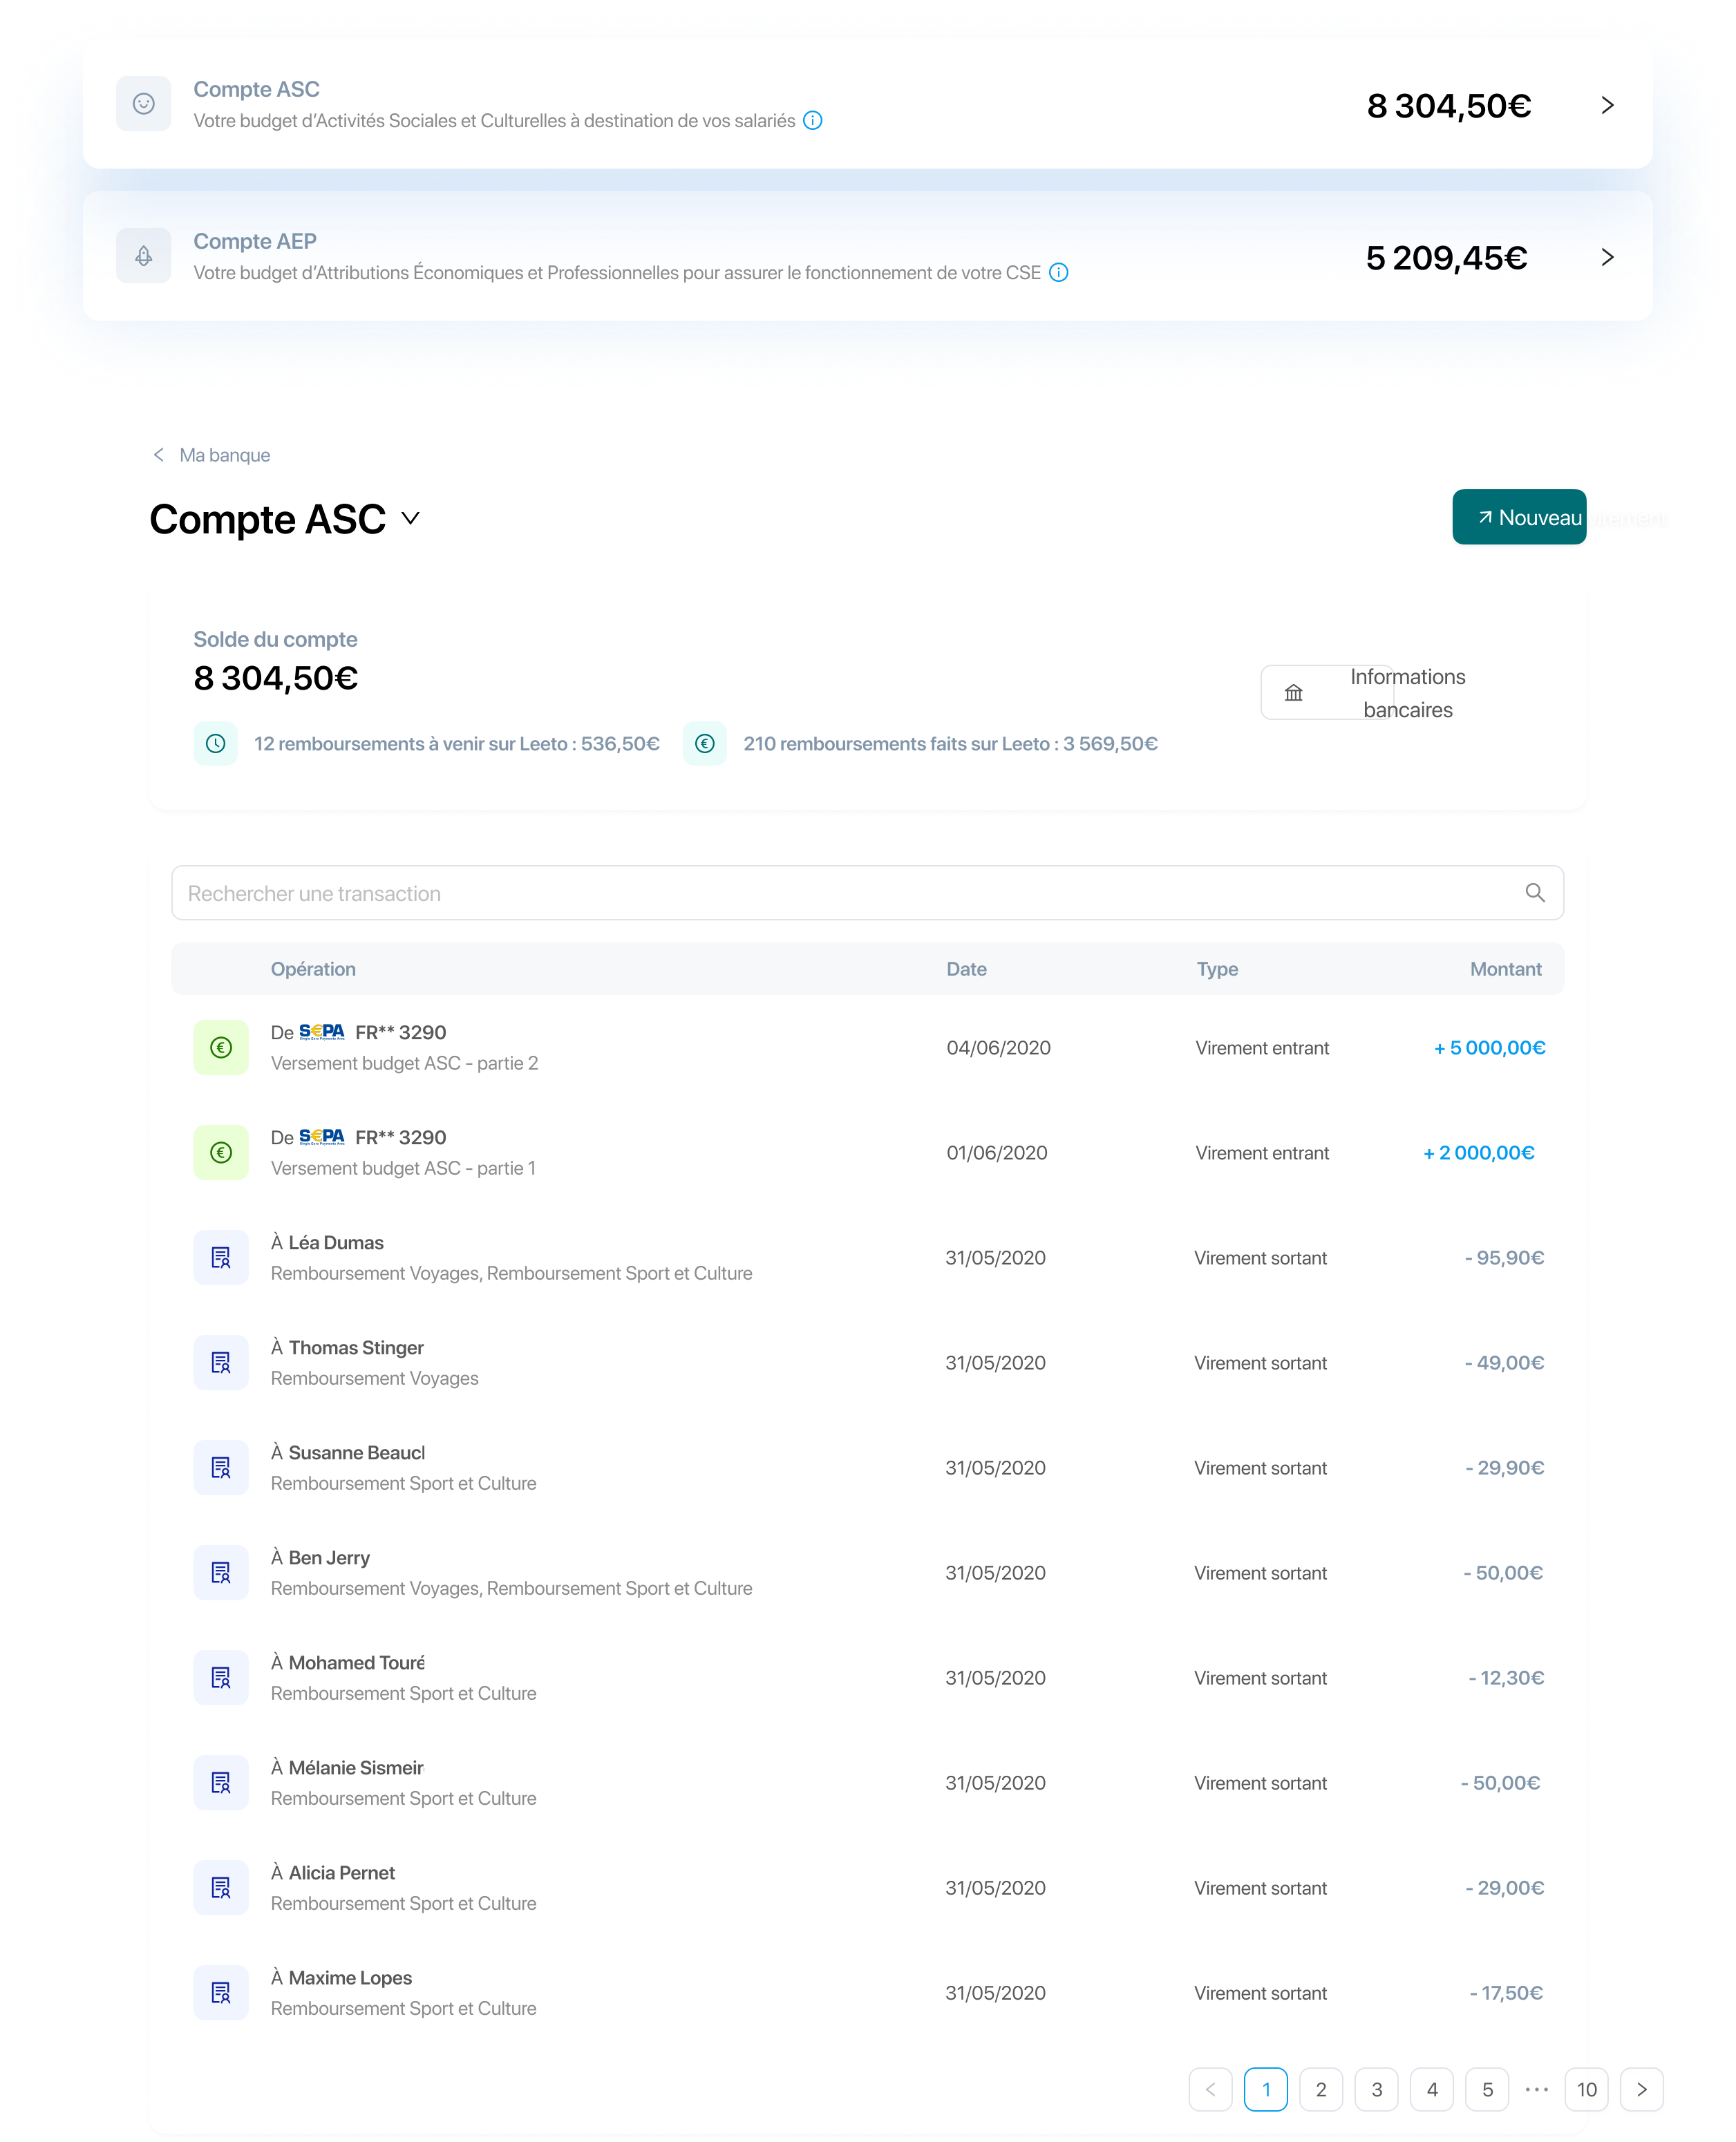 Compte ASC
Votre budget d’Activités Sociales et Culturelles à destination de vos salariés
8 304,50€
Compte AEP
Votre budget d’Attributions Économiques et Professionnelles pour assurer le fonctionnement de votre CSE
5 209,45€
Ma banque
Compte ASC
Nouveau virement
Solde du compte
8 304,50€
Informations
bancaires
12 remboursements à venir sur Leeto : 536,50€ 210 remboursements faits sur Leeto : 3 569,50€
Rechercher une transaction
Opération Date Type Montant
De S€PA FR** 3290
Versement budget ASC - partie 2
04/06/2020 Virement entrant + 5 000,00€
De S€PA FR** 3290
Versement budget ASC - partie 1
01/06/2020 Virement entrant + 2 000,00€
À Léa Dumas
Remboursement Voyages, Remboursement Sport et Culture
31/05/2020 Virement sortant - 95,90€
À Thomas Stinger
Remboursement Voyages
31/05/2020 Virement sortant - 49,00€
À Susanne
Remboursement Sport et Culture
31/05/2020 Virement sortant - 29,90€
À Ben Jerry
Remboursement Voyages, Remboursement Sport et Culture
31/05/2020 Virement sortant - 50,00€
À Mohamed Touré
Remboursement Sport et Culture
31/05/2020 Virement sortant - 12,30€
À Mélanie Sismeir
Remboursement Sport et Culture
31/05/2020 Virement sortant - 50,00€
À Alicia Pernet
Remboursement Sport et Culture
31/05/2020 Virement sortant - 29,00€
À Maxime Lopes
Remboursement Sport et Culture
31/05/2020 Virement sortant - 17,50€
1 2 3 4 5 ••• 10